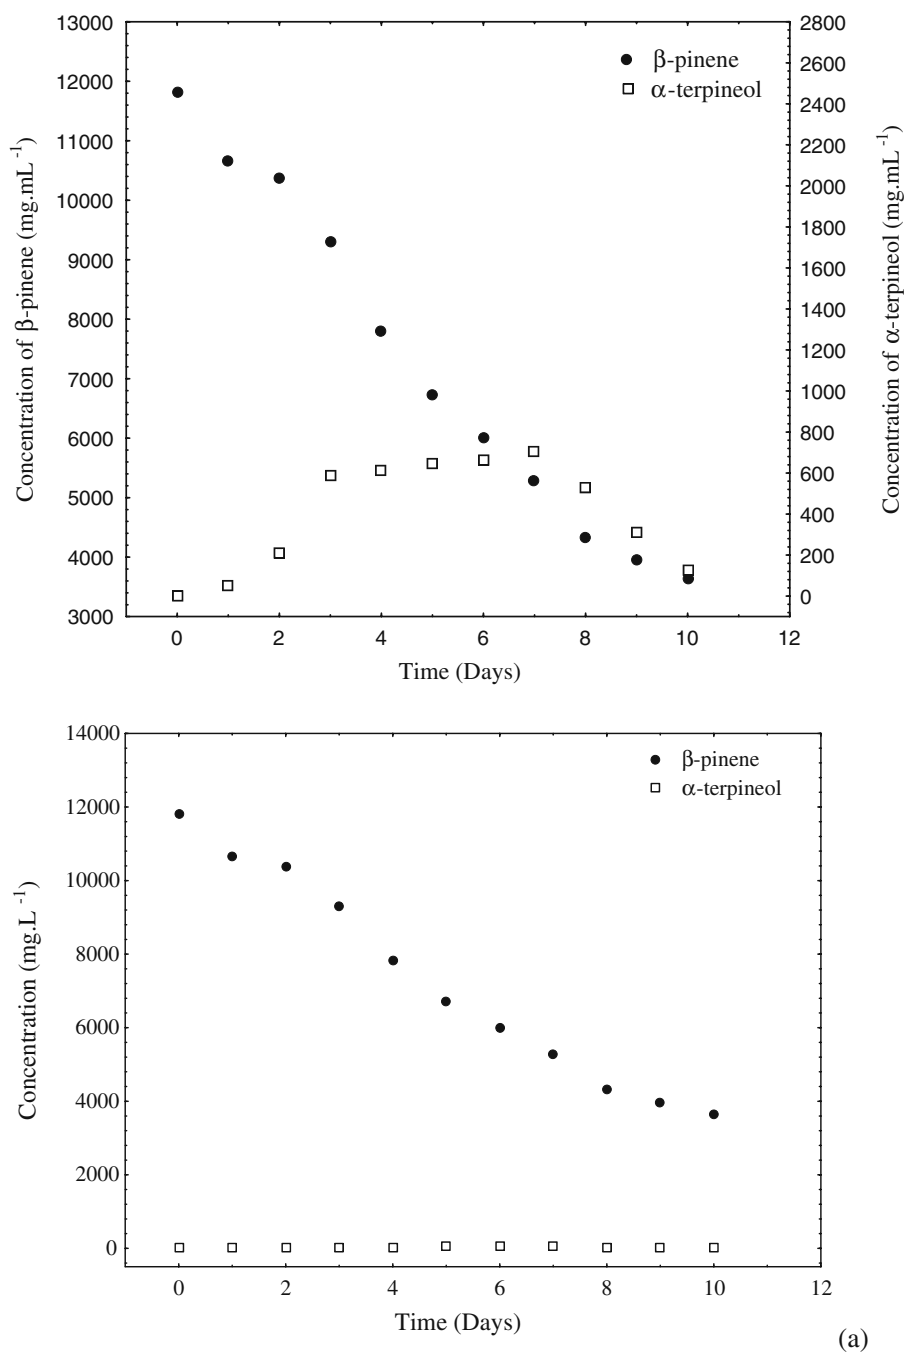 13000
12000
11000
10000
9000
8000
7000
6000
5000
4000
3000
Concentration of β-pinene (mg.mL⁻¹)
β-pinene
α-terpineol
2800
2600
2400
2200
2000
1800
1600
1400
1200
1000
800
600
400
200
0
Concentration of α-terpineol (mg.mL⁻¹)
0 2 4 6 8 10 12
Time (Days)
14000
12000
10000
8000
6000
4000
2000
0
Concentration (mg.L⁻¹)
β-pinene
α-terpineol
0 2 4 6 8 10 12
Time (Days)
(a)